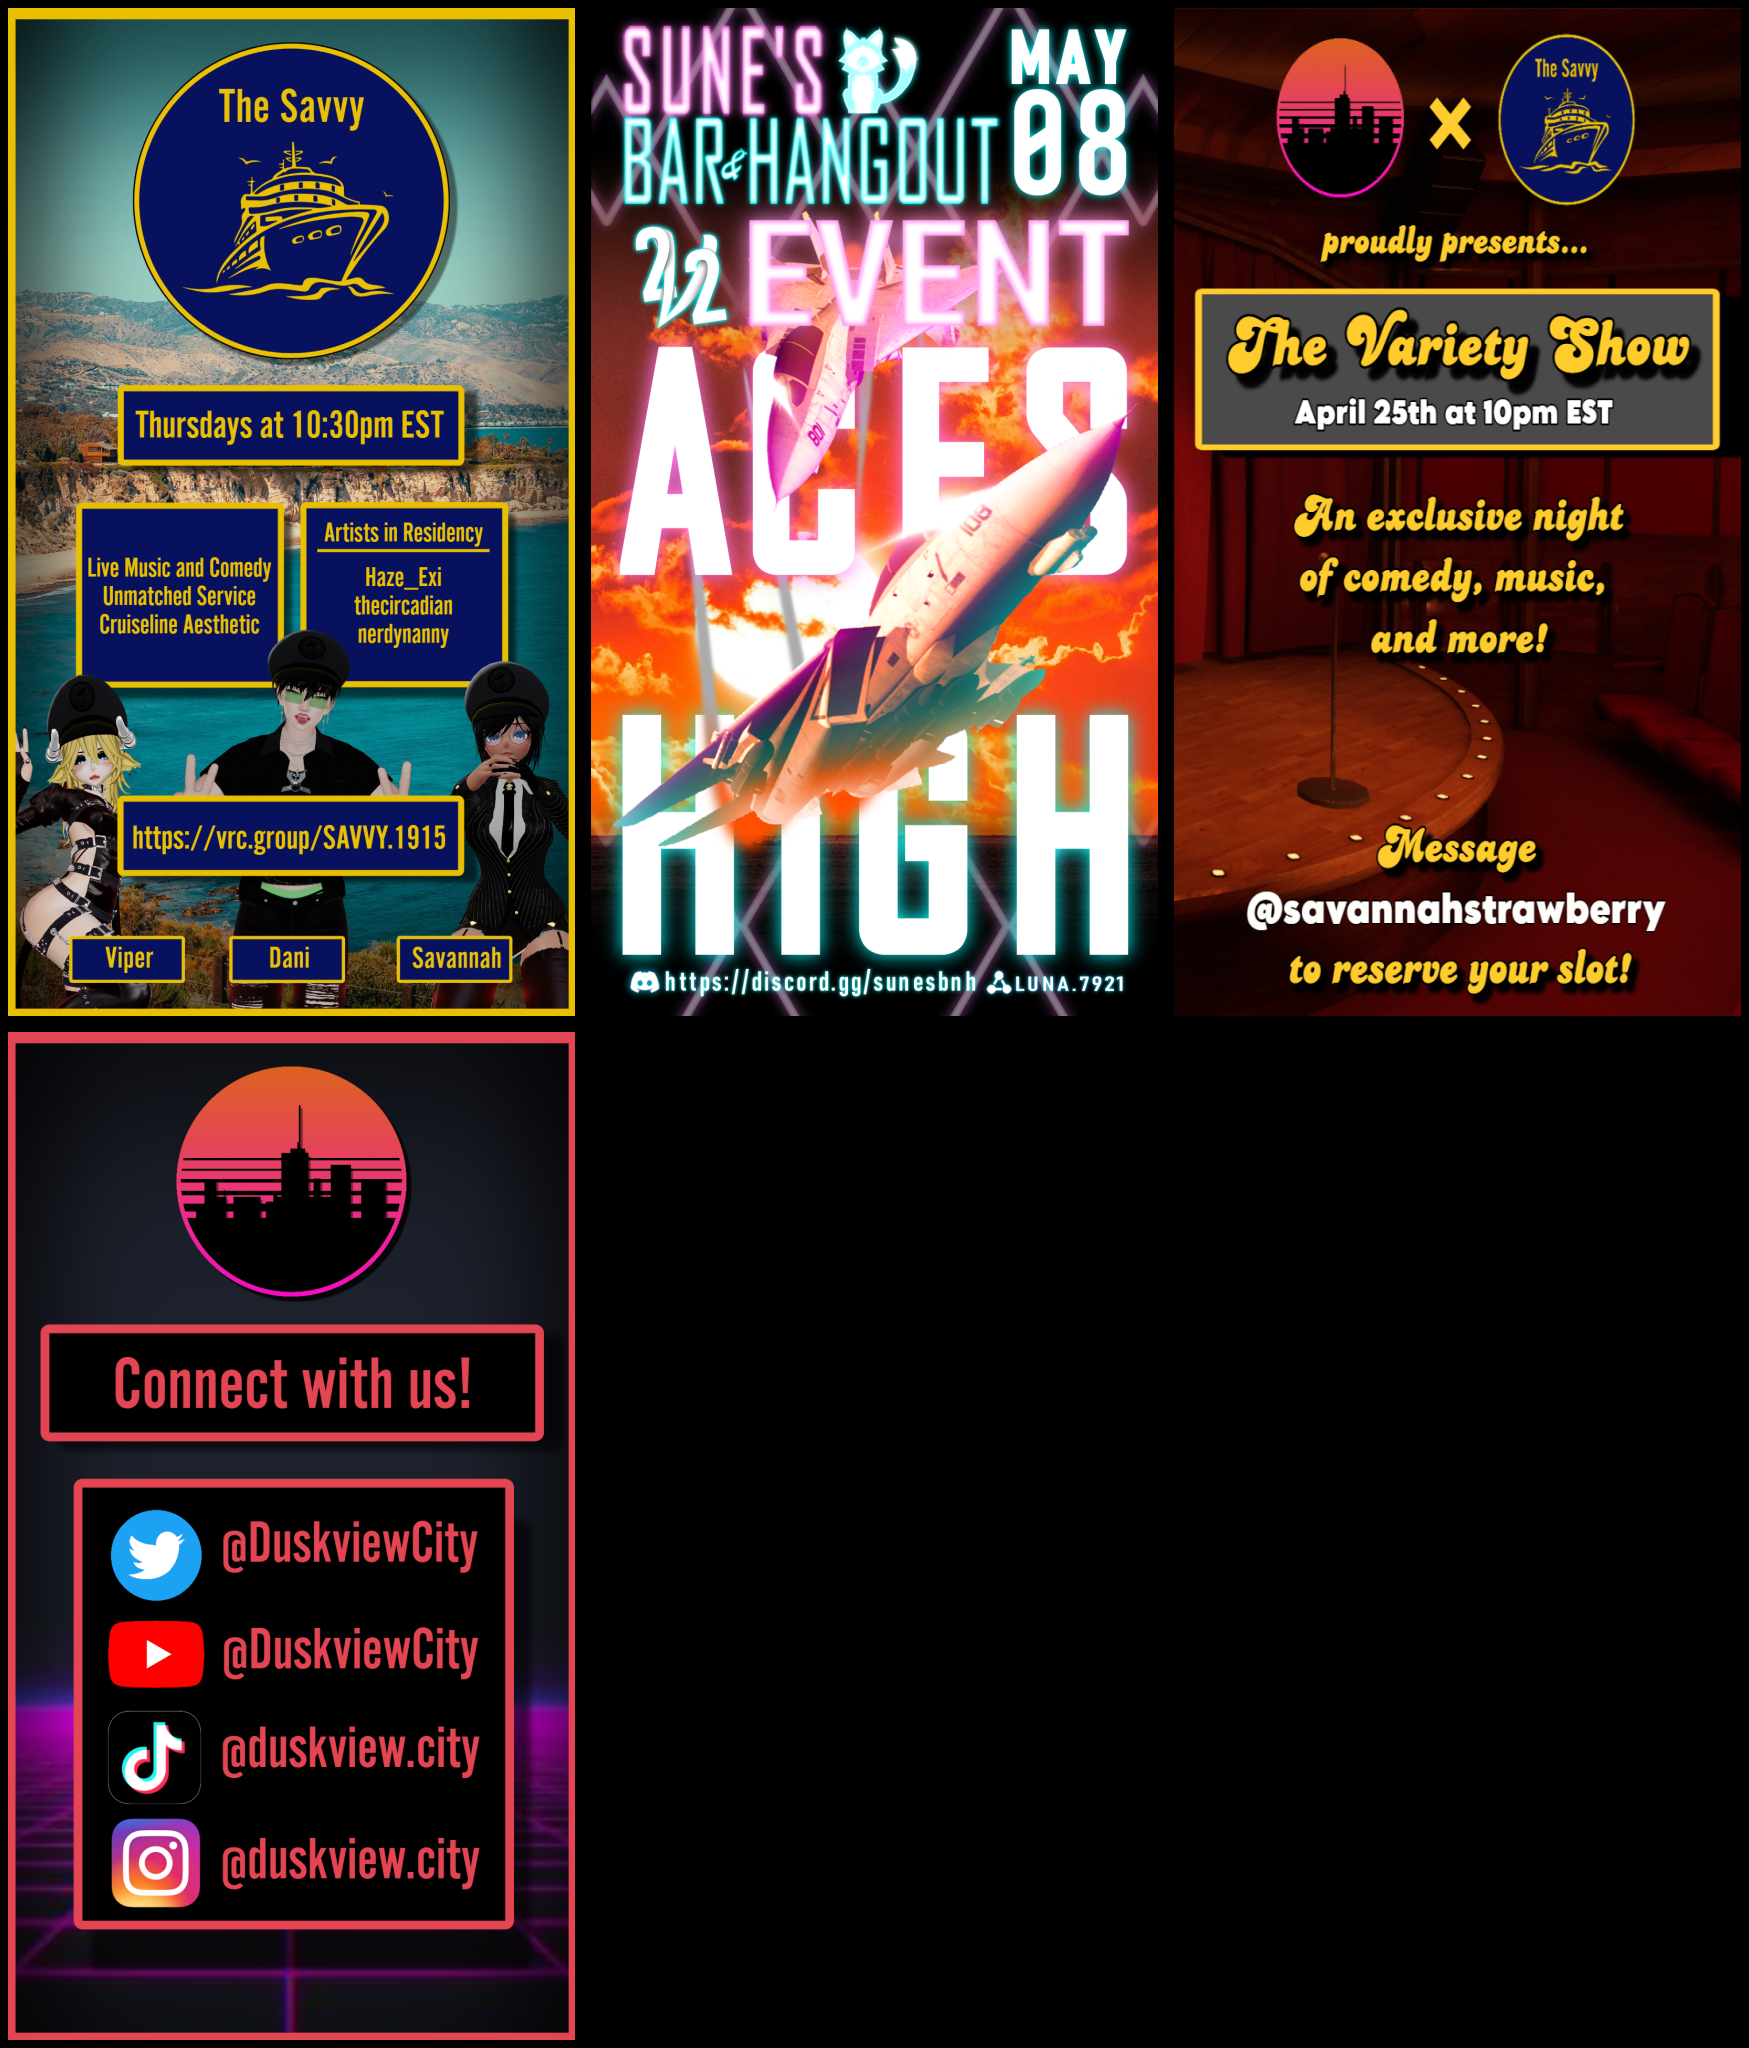 The Savvy
Thursdays at 10:30pm EST
Live Music and Comedy
Unmatched Service
Cruiseline Aesthetic
Artists in Residency
Haze_Exi
thecircadian
nerdynanny
https://vrc.group/SAVVY.1915
Viper
Dani
Savannah
SUNE'S
BAR & HANGOUT
MAY
08
EVENT
ACES
HIGH
108
108
https://discord.gg/sunesbnh
LUNA.7921
X
The Savvy
proudly presents...
The Variety Show
April 25th at 10pm EST
An exclusive night
of comedy, music,
and more!
Message
@savannahstrawberry
to reserve your slot!
Connect with us!
@DuskviewCity
@DuskviewCity
@duskview.city
@duskview.city